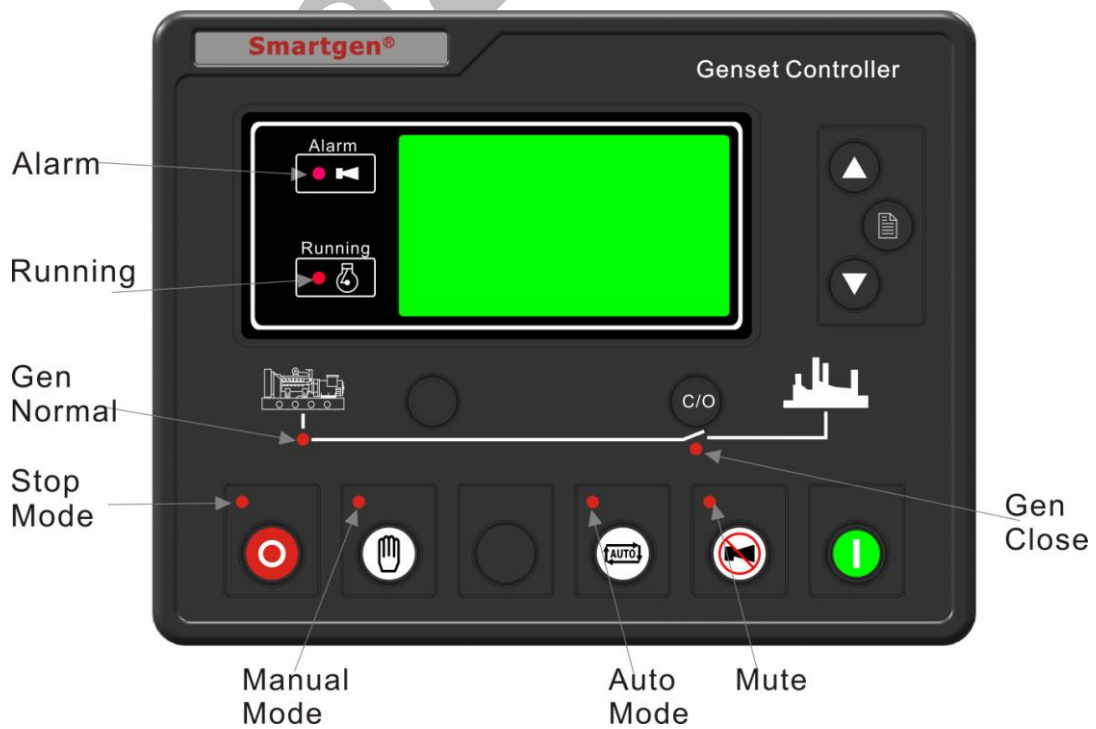 Smartgen®
Genset Controller
Alarm
Alarm
Running
Running
Gen
Normal
C/O
Stop
Mode
Gen
Close
AUTO
Manual
Mode
Auto
Mode
Mute